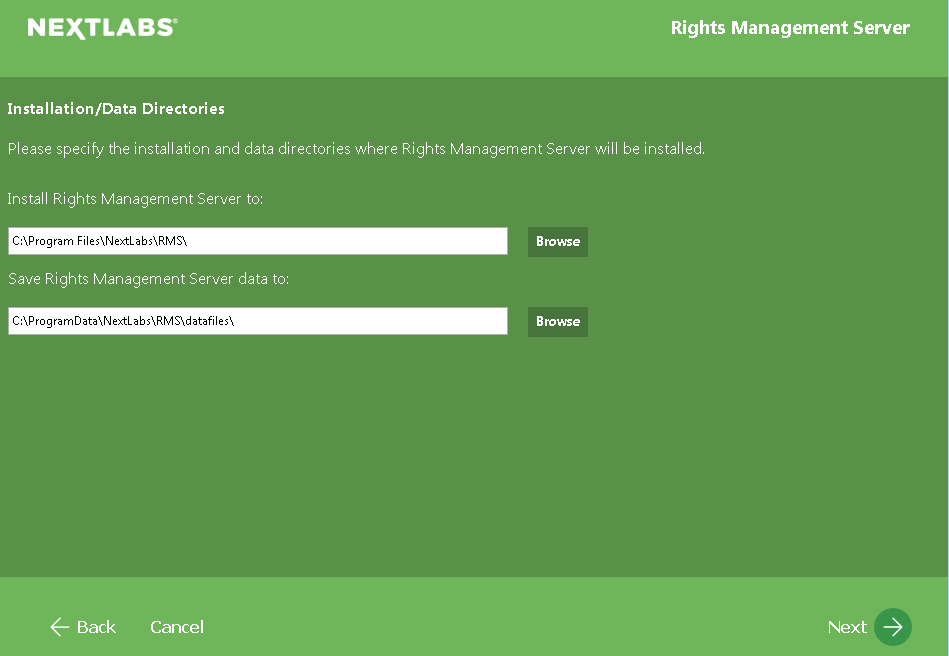 NEXTLABS®
Rights Management Server
Installation/Data Directories
Please specify the installation and data directories where Rights Management Server will be installed.
Install Rights Management Server to:
C:\Program Files\NextLabs\RMS\
Browse
Save Rights Management Server data to:
C:\ProgramData\NextLabs\RMS\datafiles\
Browse
Back
Cancel
Next